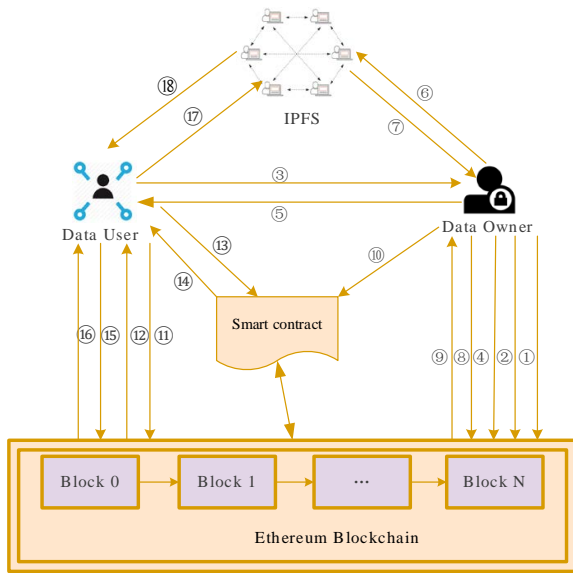 ⑱
⑥
⑰
IPFS
⑦
③
⑤
Data User
Data Owner
⑬
⑭
⑩
Smart contract
⑯ ⑮ ⑫ ⑪
⑨ ⑧ ④ ② ①
Block 0 Block 1 ... Block N
Ethereum Blockchain